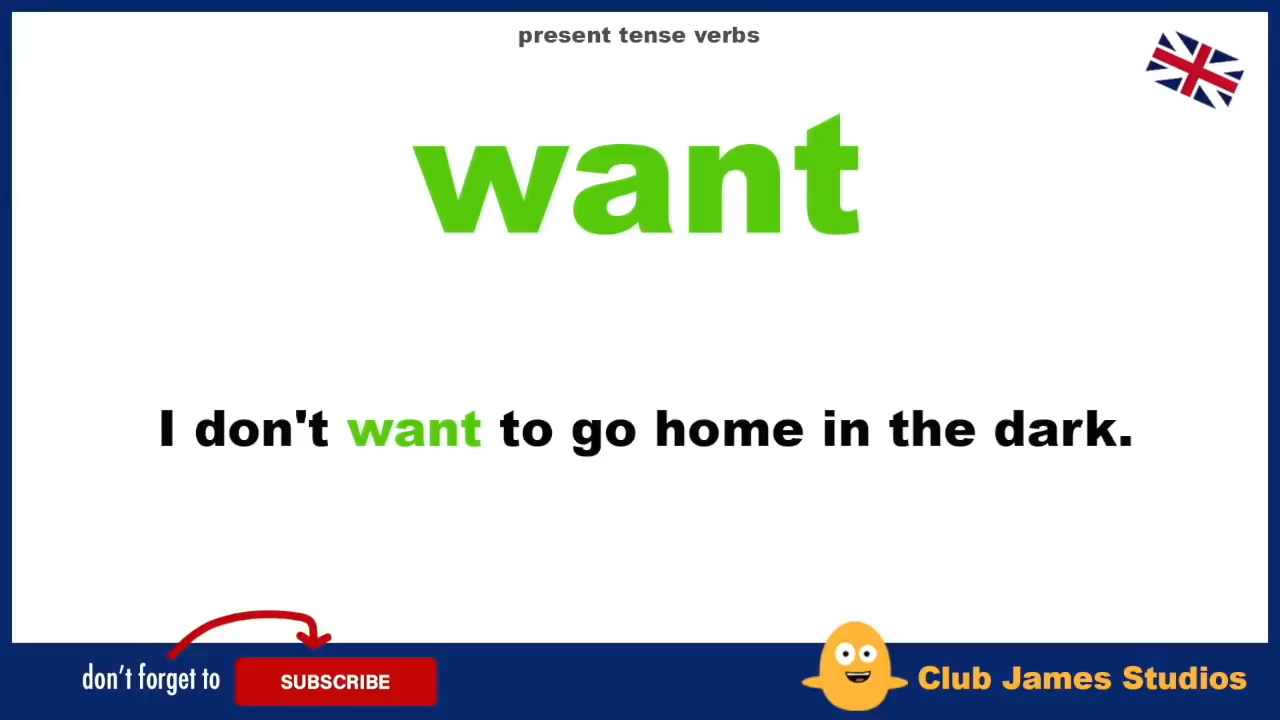 present tense verbs
want
I don't want to go home in the dark.
don't forget to SUBSCRIBE
Club James Studios